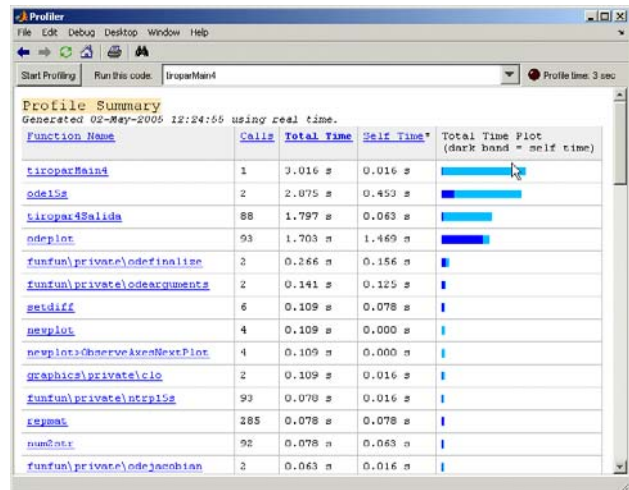 Profiler
File Edit Debug Desktop Window Help
Start Profiling Run this code: tiroparMain4 Profile time: 3 sec
Profile Summary
Generated 02-May-2005 12:24:55 using real time.
Function Name Calls Total Time Self Time* Total Time Plot
(dark band = self time)
tiroparMain4 1 3.016 s 0.016 s
ode15s 2 2.875 s 0.453 s
tiropar4Salida 88 1.797 s 0.063 s
odeplot 93 1.703 s 1.469 s
funfun\private\odefinalize 2 0.266 s 0.156 s
funfun\private\odearguments 2 0.141 s 0.125 s
setdiff 6 0.109 s 0.078 s
newplot 4 0.109 s 0.000 s
newplot>ObserveAxesNextPlot 4 0.109 s 0.000 s
graphics\private\clo 2 0.109 s 0.016 s
funfun\private\ntrp15s 93 0.078 s 0.016 s
repmat 285 0.078 s 0.078 s
num2str 92 0.078 s 0.063 s
funfun\private\odejacobian 2 0.063 s 0.016 s